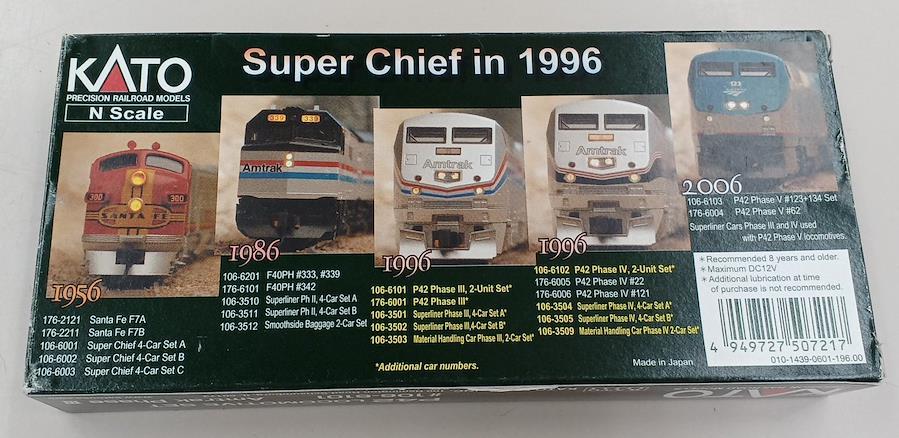 KATO
PRECISION RAILROAD MODELS
N Scale
Super Chief in 1996
300
300
SANTA FE
1956
176-2121 Santa Fe F7A
176-2211 Santa Fe F7B
106-6001 Super Chief 4-Car Set A
106-6002 Super Chief 4-Car Set B
106-6003 Super Chief 4-Car Set C
339
339
Amtrak
1986
106-6201 F40PH #333, #339
176-6101 F40PH #342
106-3510 Superliner Ph II, 4-Car Set A
106-3511 Superliner Ph II, 4-Car Set B
106-3512 Smoothside Baggage 2-Car Set
Amtrak
1996
106-6101 P42 Phase III, 2-Unit Set*
176-6001 P42 Phase III*
106-3501 Superliner Phase III, 4-Car Set A*
106-3502 Superliner Phase III,4-Car Set B*
106-3503 Material Handling Car Phase III, 2-Car Set*
*Additional car numbers.
Amtrak
1996
106-6102 P42 Phase IV, 2-Unit Set*
176-6005 P42 Phase IV #22
176-6006 P42 Phase IV #121
106-3504 Superliner Phase IV, 4-Car Set A*
106-3505 Superliner Phase IV, 4-Car Set B*
106-3509 Material Handling Car Phase IV 2-Car Set*
123
2006
106-6103 P42 Phase V #123+134 Set
176-6004 P42 Phase V #62
Superliner Cars Phase III and IV used
with P42 Phase V locomotives.
* Recommended 8 years and older.
* Maximum DC12V
* Additional lubrication at time
of purchase is not recommended.
4 949727 507217
010-1439-0601-196.00
Made in Japan
KATO
#106-6101